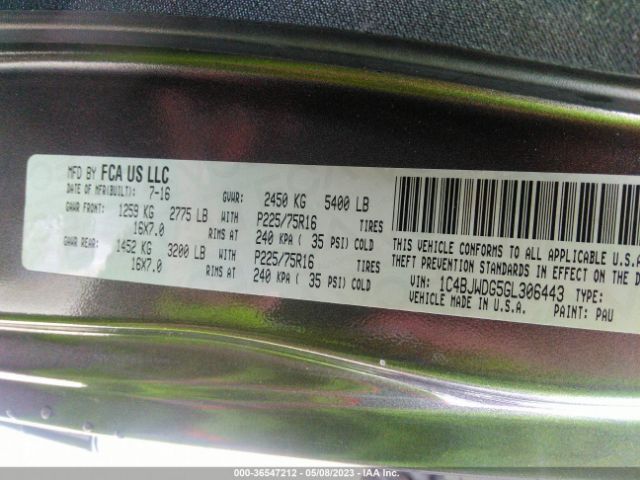 MFD BY FCA US LLC
DATE OF MFR(BUILT): 7-16 GVWR: 2450 KG 5400 LB
GAWR FRONT: 1259 KG 2775 LB WITH P225/75R16 TIRES
16X7.0 RIMS AT 240 KPA ( 35 PSI) COLD
GAWR REAR: 1452 KG 3200 LB WITH P225/75R16 TIRES
16X7.0 RIMS AT 240 KPA ( 35 PSI) COLD
THIS VEHICLE CONFORMS TO ALL APPLICABLE U.S.A.
THEFT PREVENTION STANDARDS IN EFFECT ON THE D
VIN: 1C4BJWDG5GL306443 TYPE:
VEHICLE MADE IN U.S.A. PAINT: PAU
000-36547212 - 05/08/2023 - IAA Inc.